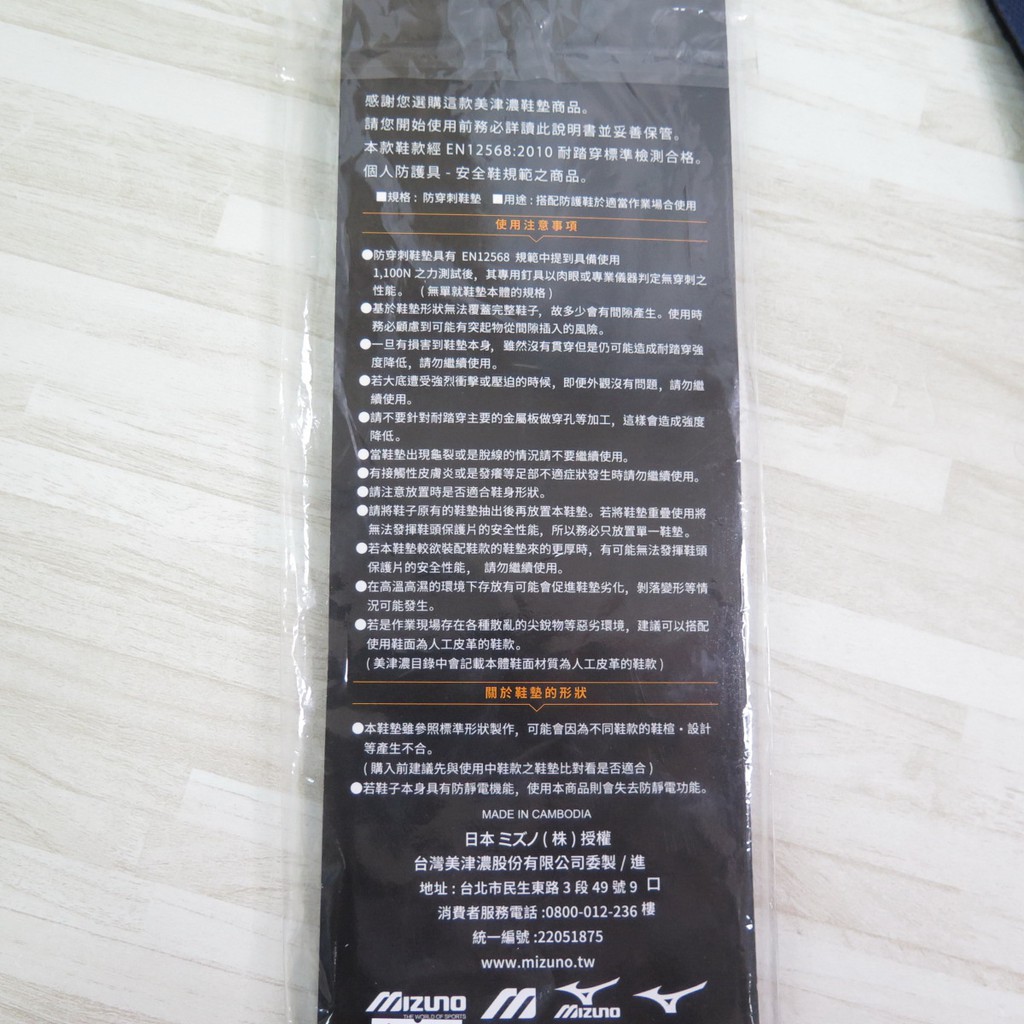 感謝您選購這款美津濃鞋墊商品。
請您開始使用前務必詳讀此說明書並妥善保管。
本款鞋款經 EN12568:2010 耐踏穿標準檢測合格。
個人防護具 - 安全鞋規範之商品。
■規格 : 防穿刺鞋墊 ■用途 : 搭配防護鞋於適當作業場合使用
使用注意事項
●防穿刺鞋墊具有 EN12568 規範中提到具備使用
1,100N 之力測試後，其專用釘具以肉眼或專業儀器判定無穿刺之
性能。 ( 無單就鞋墊本體的規格 )
●基於鞋墊形狀無法覆蓋完整鞋子，故多少會有間隙產生。使用時
務必顧慮到可能有突起物從間隙插入的風險。
●一旦有損害到鞋墊本身，雖然沒有貫穿但是仍可能造成耐踏穿強
度降低，請勿繼續使用。
●若大底遭受強烈衝擊或壓迫的時候，即便外觀沒有問題，請勿繼
續使用。
●請不要針對耐踏穿主要的金屬板做穿孔等加工，這樣會造成強度
降低。
●當鞋墊出現龜裂或是脫線的情況請不要繼續使用。
●有接觸性皮膚炎或是發癢等足部不適症狀發生時請勿繼續使用。
●請注意放置時是否適合鞋身形狀。
●請將鞋子原有的鞋墊抽出後再放置本鞋墊。若將鞋墊重疊使用將
無法發揮鞋頭保護片的安全性能，所以務必只放置單一鞋墊。
●若本鞋墊較欲裝配鞋款的鞋墊來的更厚時，有可能無法發揮鞋頭
保護片的安全性能， 請勿繼續使用。
●在高溫高濕的環境下存放有可能會促進鞋墊劣化，剝落變形等情
況可能發生。
●若是作業現場存在各種散亂的尖銳物等惡劣環境，建議可以搭配
使用鞋面為人工皮革的鞋款。
( 美津濃目錄中會記載本體鞋面材質為人工皮革的鞋款 )
關於鞋墊的形狀
●本鞋墊雖參照標準形狀製作，可能會因為不同鞋款的鞋楦・設計
等產生不合。
( 購入前建議先與使用中鞋款之鞋墊比對看是否適合 )
●若鞋子本身具有防靜電機能，使用本商品則會失去防靜電功能。
MADE IN CAMBODIA
日本 ミズノ ( 株 ) 授權
台灣美津濃股份有限公司委製 / 進
地址 : 台北市民生東路 3 段 49 號 9 口
消費者服務電話 :0800-012-236 樓
統一編號 :22051875
www.mizuno.tw
MIZUNO MIZUNO
THE WORLD OF SPORTS